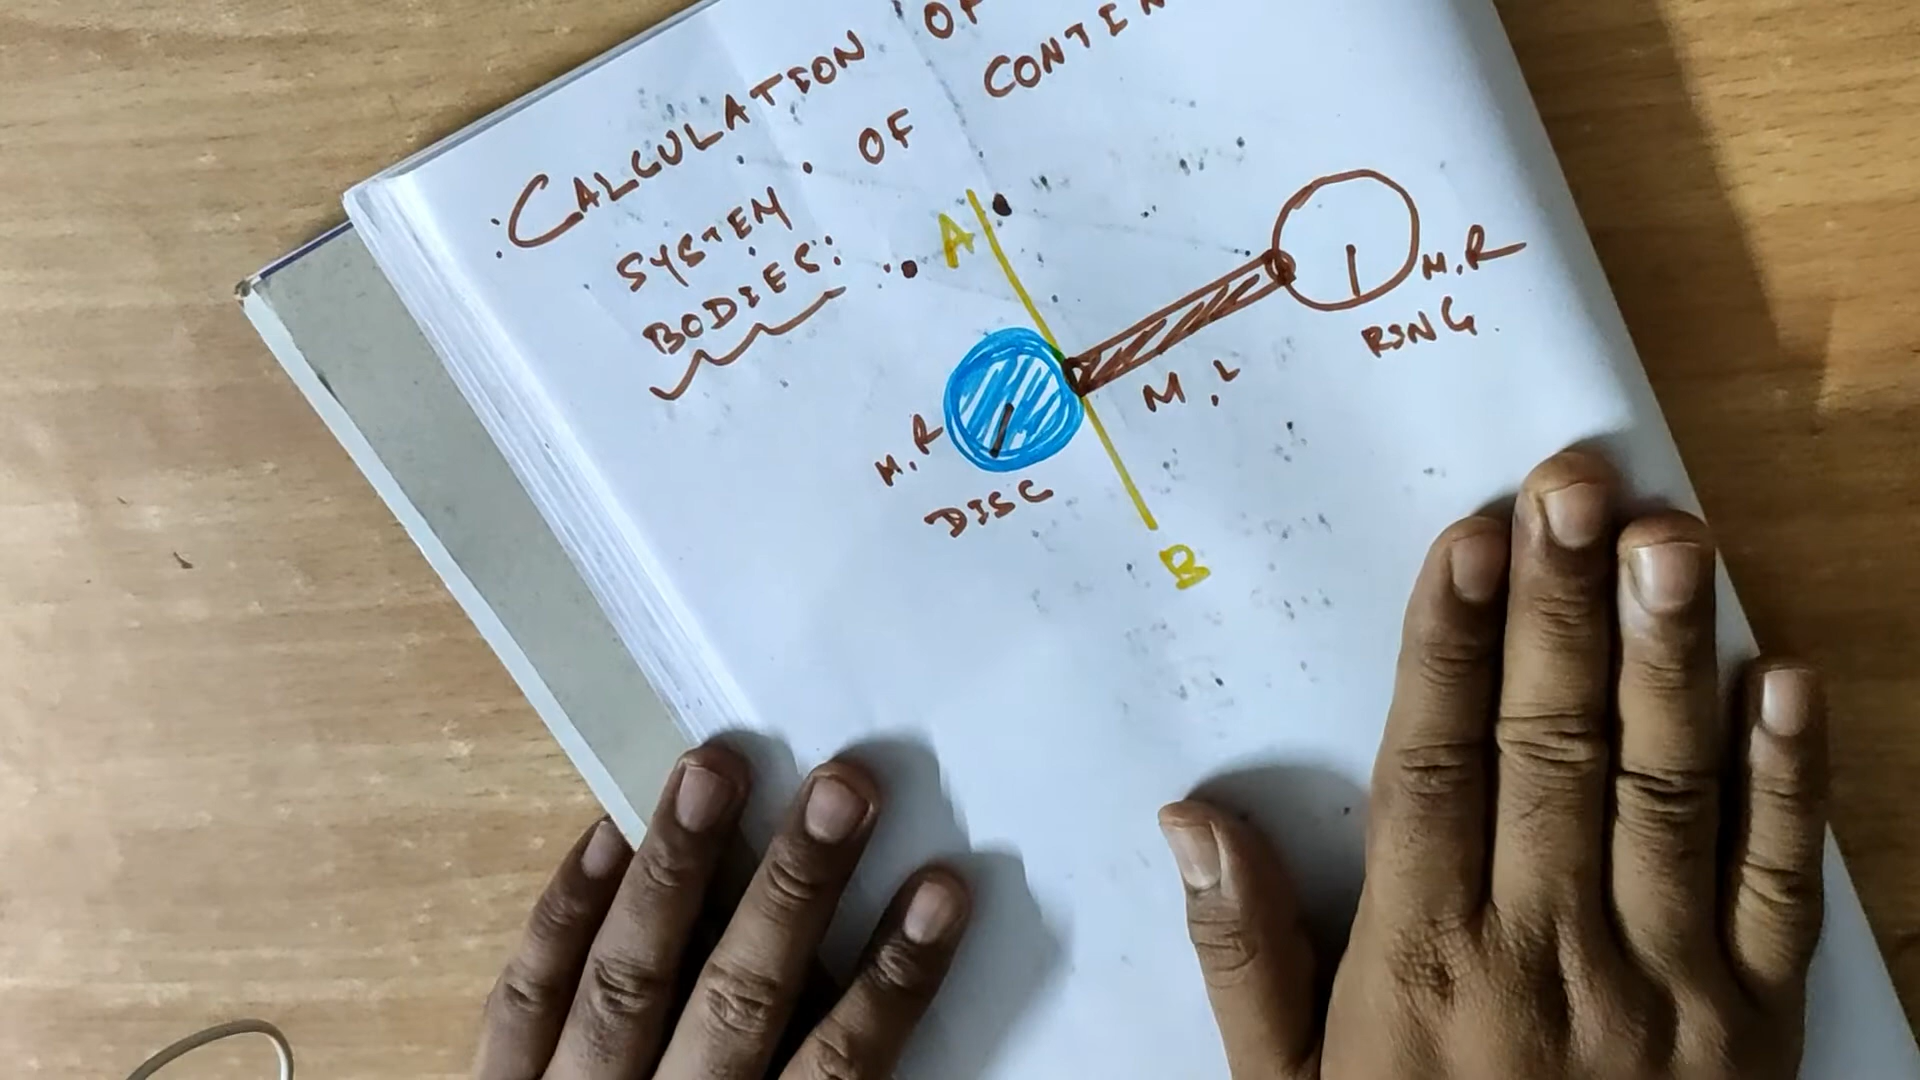 : CALCULATION OF
SYSTEM OF CONTIN
BODIES:
A
M.R
RING.
M, L
M.R
DISC
B